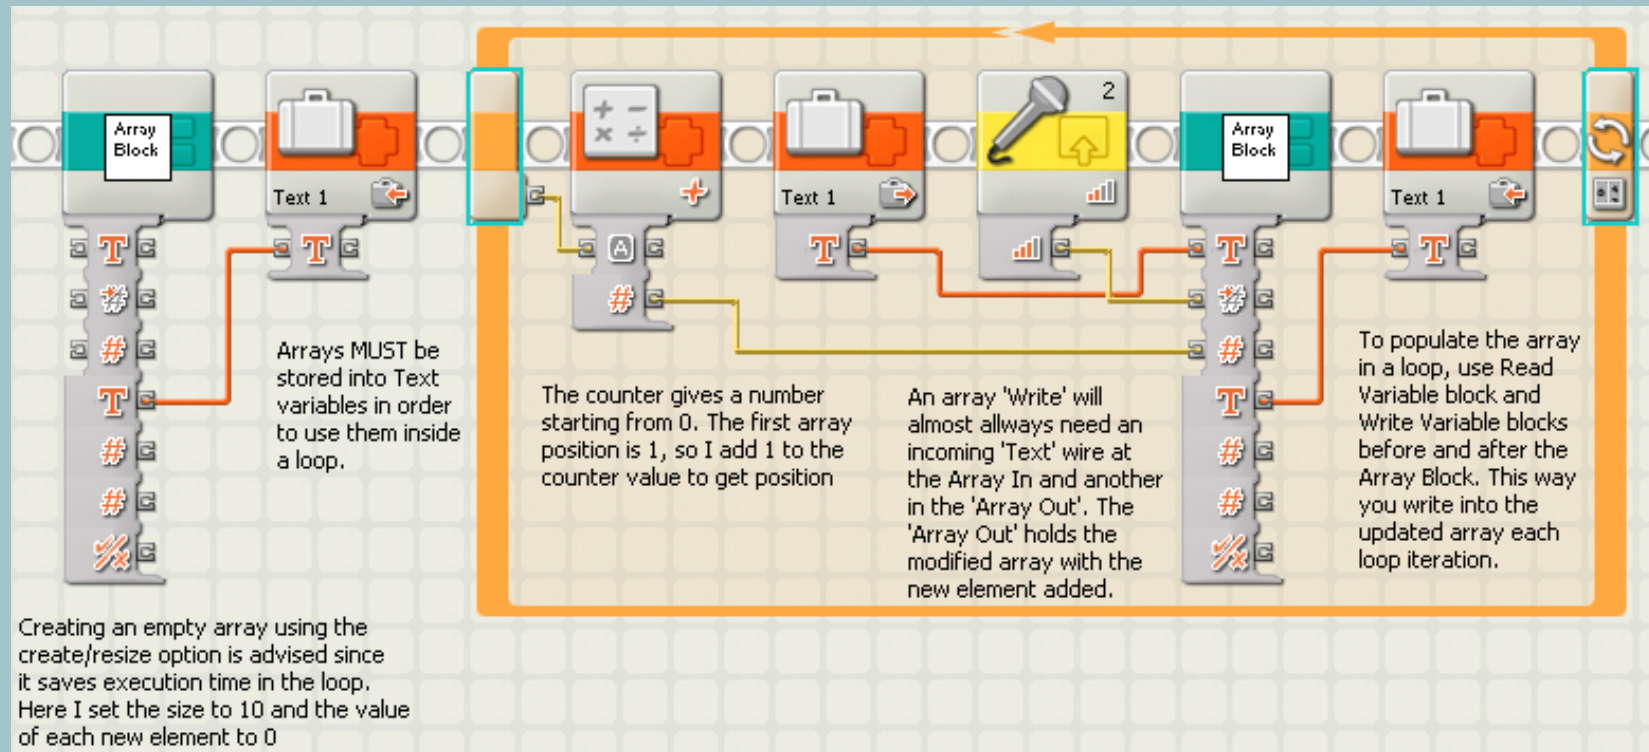 Array
Block
Text 1
Text 1
2
Array
Block
Text 1
A
T
T
T
T
T
#
#
#
#
T
T
#
#
#
#
#
Arrays MUST be
stored into Text
variables in order
to use them inside
a loop.
The counter gives a number
starting from 0. The first array
position is 1, so I add 1 to the
counter value to get position
An array 'Write' will
almost allways need an
incoming 'Text' wire at
the Array In and another
in the 'Array Out'. The
'Array Out' holds the
modified array with the
new element added.
To populate the array
in a loop, use Read
Variable block and
Write Variable blocks
before and after the
Array Block. This way
you write into the
updated array each
loop iteration.
Creating an empty array using the
create/resize option is advised since
it saves execution time in the loop.
Here I set the size to 10 and the value
of each new element to 0